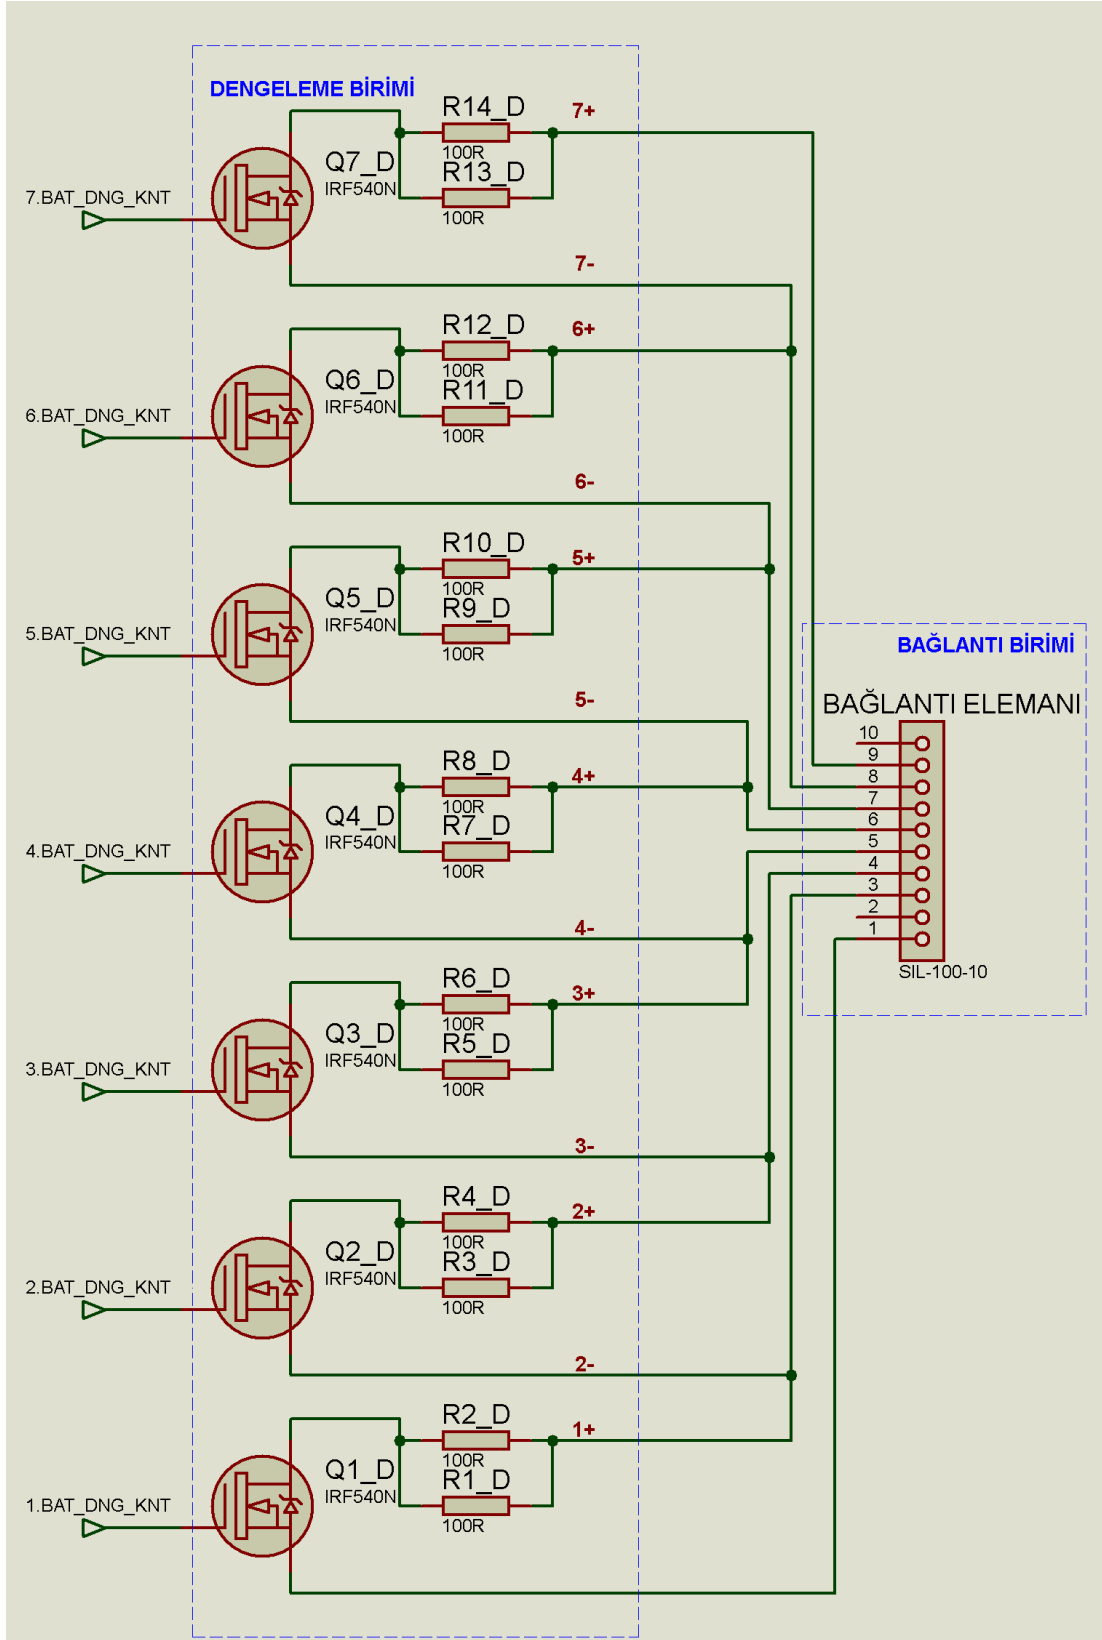 DENGELEME BİRİMİ
R14_D
100R
7+
Q7_D
IRF540N
R13_D
100R
7.BAT_DNG_KNT
7-
R12_D
100R
6+
Q6_D
IRF540N
R11_D
100R
6.BAT_DNG_KNT
6-
R10_D
100R
5+
Q5_D
IRF540N
R9_D
100R
5.BAT_DNG_KNT
5-
BAĞLANTI BİRİMİ
BAĞLANTI ELEMANI
10
9
8
7
6
5
4
3
2
1
SIL-100-10
R8_D
100R
4+
Q4_D
IRF540N
R7_D
100R
4.BAT_DNG_KNT
4-
R6_D
100R
3+
Q3_D
IRF540N
R5_D
100R
3.BAT_DNG_KNT
3-
R4_D
100R
2+
Q2_D
IRF540N
R3_D
100R
2.BAT_DNG_KNT
2-
R2_D
100R
1+
Q1_D
IRF540N
R1_D
100R
1.BAT_DNG_KNT